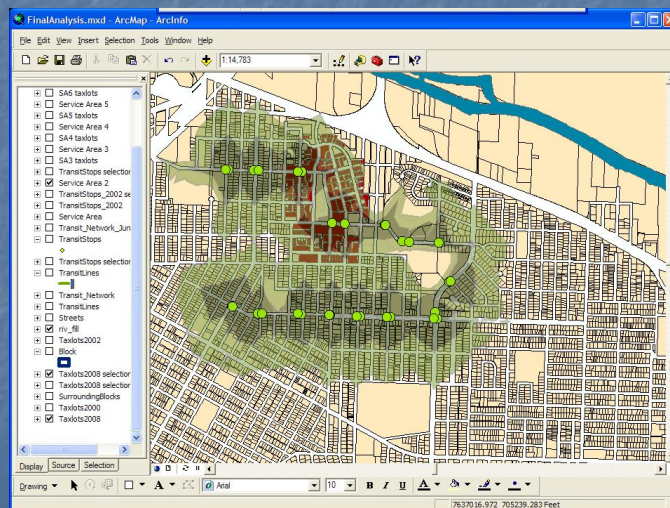 FinalAnalysis.mxd - ArcMap - ArcInfo
File Edit View Insert Selection Tools Window Help
1:14,783
SA6 taxlots
Service Area 5
SA5 taxlots
Service Area 4
SA4 taxlots
Service Area 3
SA3 taxlots
TransitStops selection
Service Area 2
TransitStops_2002 se
TransitStops_2002
Service Area
Transit_Network_Jun
TransitStops
TransitStops selection
TransitLines
Transit_Network
TransitLines
Streets
riv_fill
Taxlots2002
Block
Taxlots2008 selection
Taxlots2008 selection
SurroundingBlocks
Taxlots2000
Taxlots2008
Display Source Selection
Drawing A Arial 10 B I U A
7637016.972 705239.283 Feet